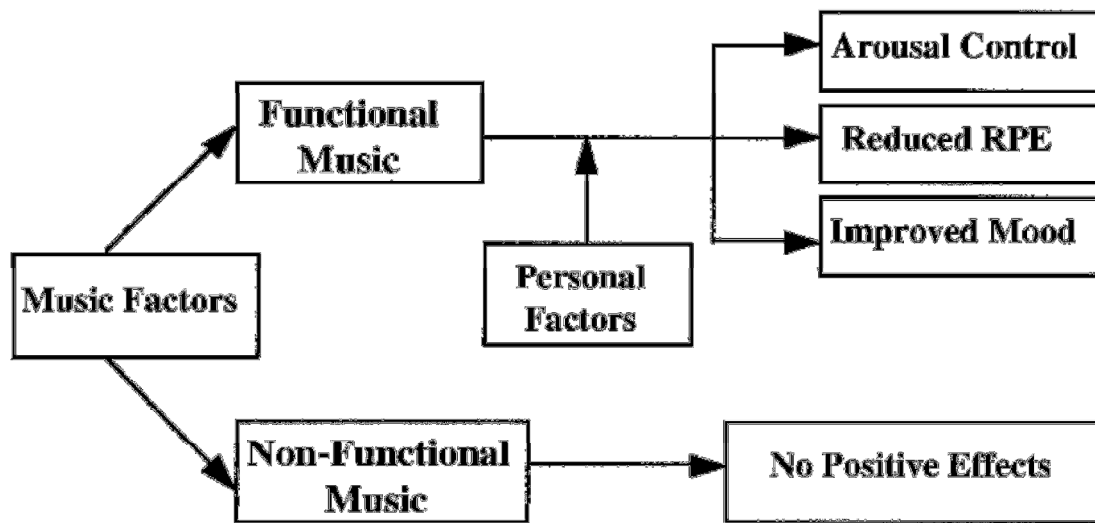 Arousal Control
Functional
Music
Reduced RPE
Improved Mood
Music Factors
Personal
Factors
Non-Functional
Music
No Positive Effects